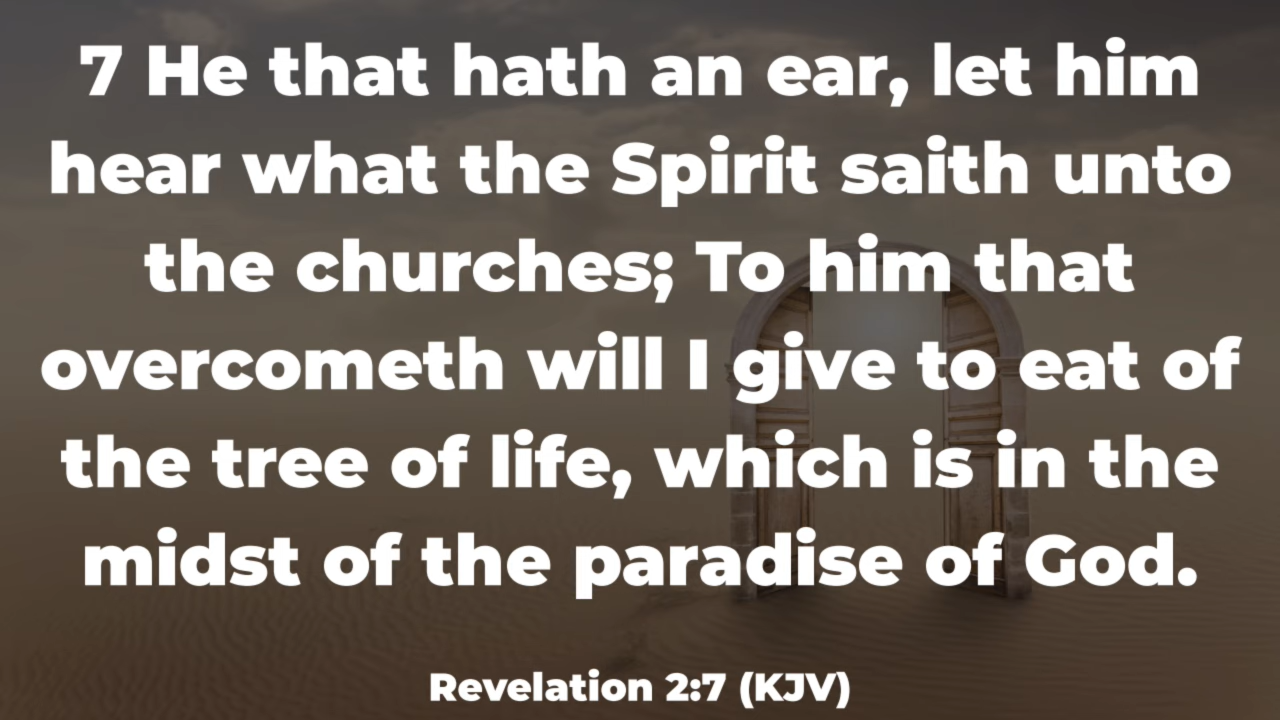 7 He that hath an ear, let him
hear what the Spirit saith unto
the churches; To him that
overcometh will I give to eat of
the tree of life, which is in the
midst of the paradise of God.
Revelation 2:7 (KJV)